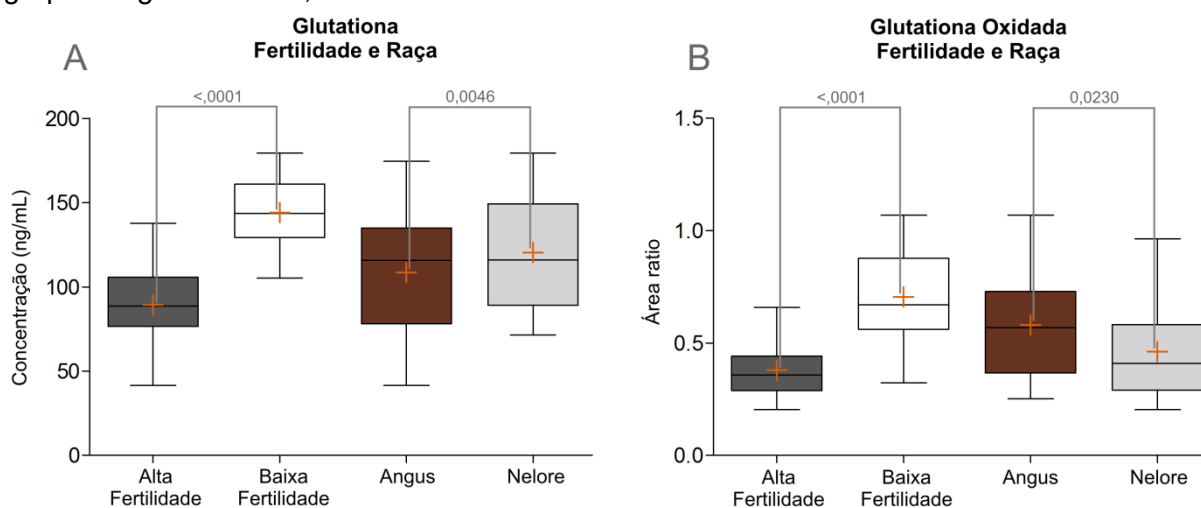 Glutationa
Fertilidade e Raça
A
<,0001
0,0046
200
150
100
50
0
Concentração (ng/mL)
Alta
Fertilidade
Baixa
Fertilidade
Angus
Nelore
Glutationa Oxidada
Fertilidade e Raça
B
<,0001
0,0230
1.5
1.0
0.5
0.0
Área ratio
Alta
Fertilidade
Baixa
Fertilidade
Angus
Nelore